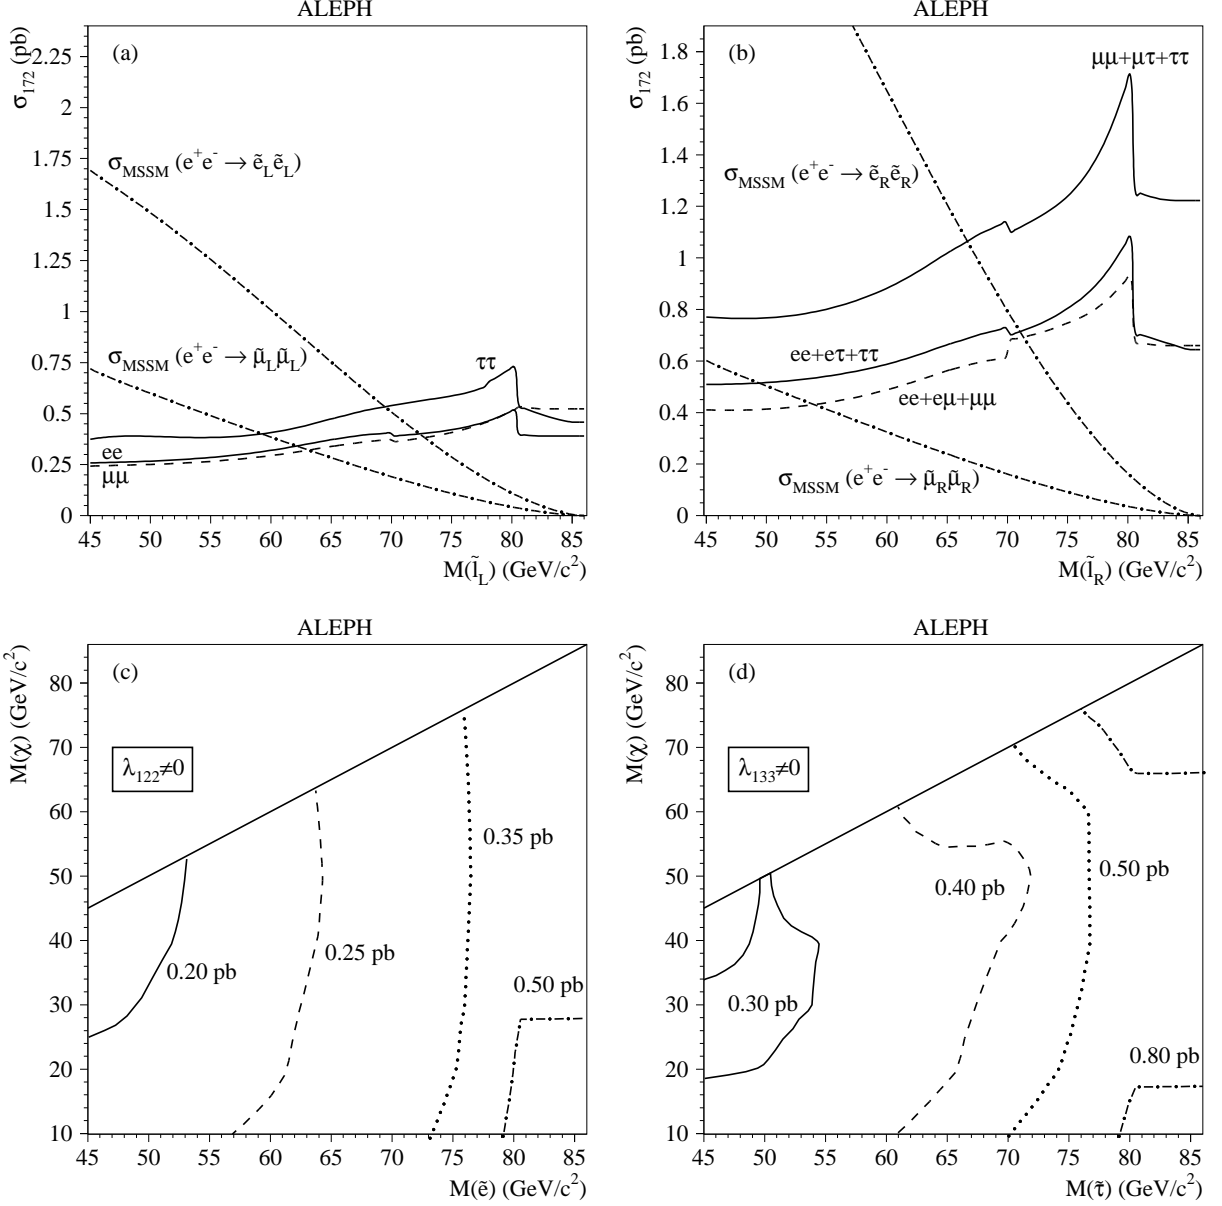 ALEPH
(a)
σ172 (pb)
2.25
2
1.75
1.5
1.25
1
0.75
0.5
0.25
0
σMSSM (e+e- → ẽLẽL)
σMSSM (e+e- → μ̃Lμ̃L)
ττ
ee
μμ
45 50 55 60 65 70 75 80 85
M(l̃L) (GeV/c2)
ALEPH
(b)
σ172 (pb)
1.8
1.6
1.4
1.2
1
0.8
0.6
0.4
0.2
0
μμ+μτ+ττ
σMSSM (e+e- → ẽRẽR)
ee+eτ+ττ
ee+eμ+μμ
σMSSM (e+e- → μ̃Rμ̃R)
45 50 55 60 65 70 75 80 85
M(l̃R) (GeV/c2)
ALEPH
(c)
M(χ) (GeV/c2)
80
70
60
50
40
30
20
10
λ122≠0
0.35 pb
0.25 pb
0.20 pb
0.50 pb
45 50 55 60 65 70 75 80 85
M(ẽ) (GeV/c2)
ALEPH
(d)
M(χ) (GeV/c2)
80
70
60
50
40
30
20
10
λ133≠0
0.50 pb
0.40 pb
0.30 pb
0.80 pb
45 50 55 60 65 70 75 80 85
M(τ̃) (GeV/c2)